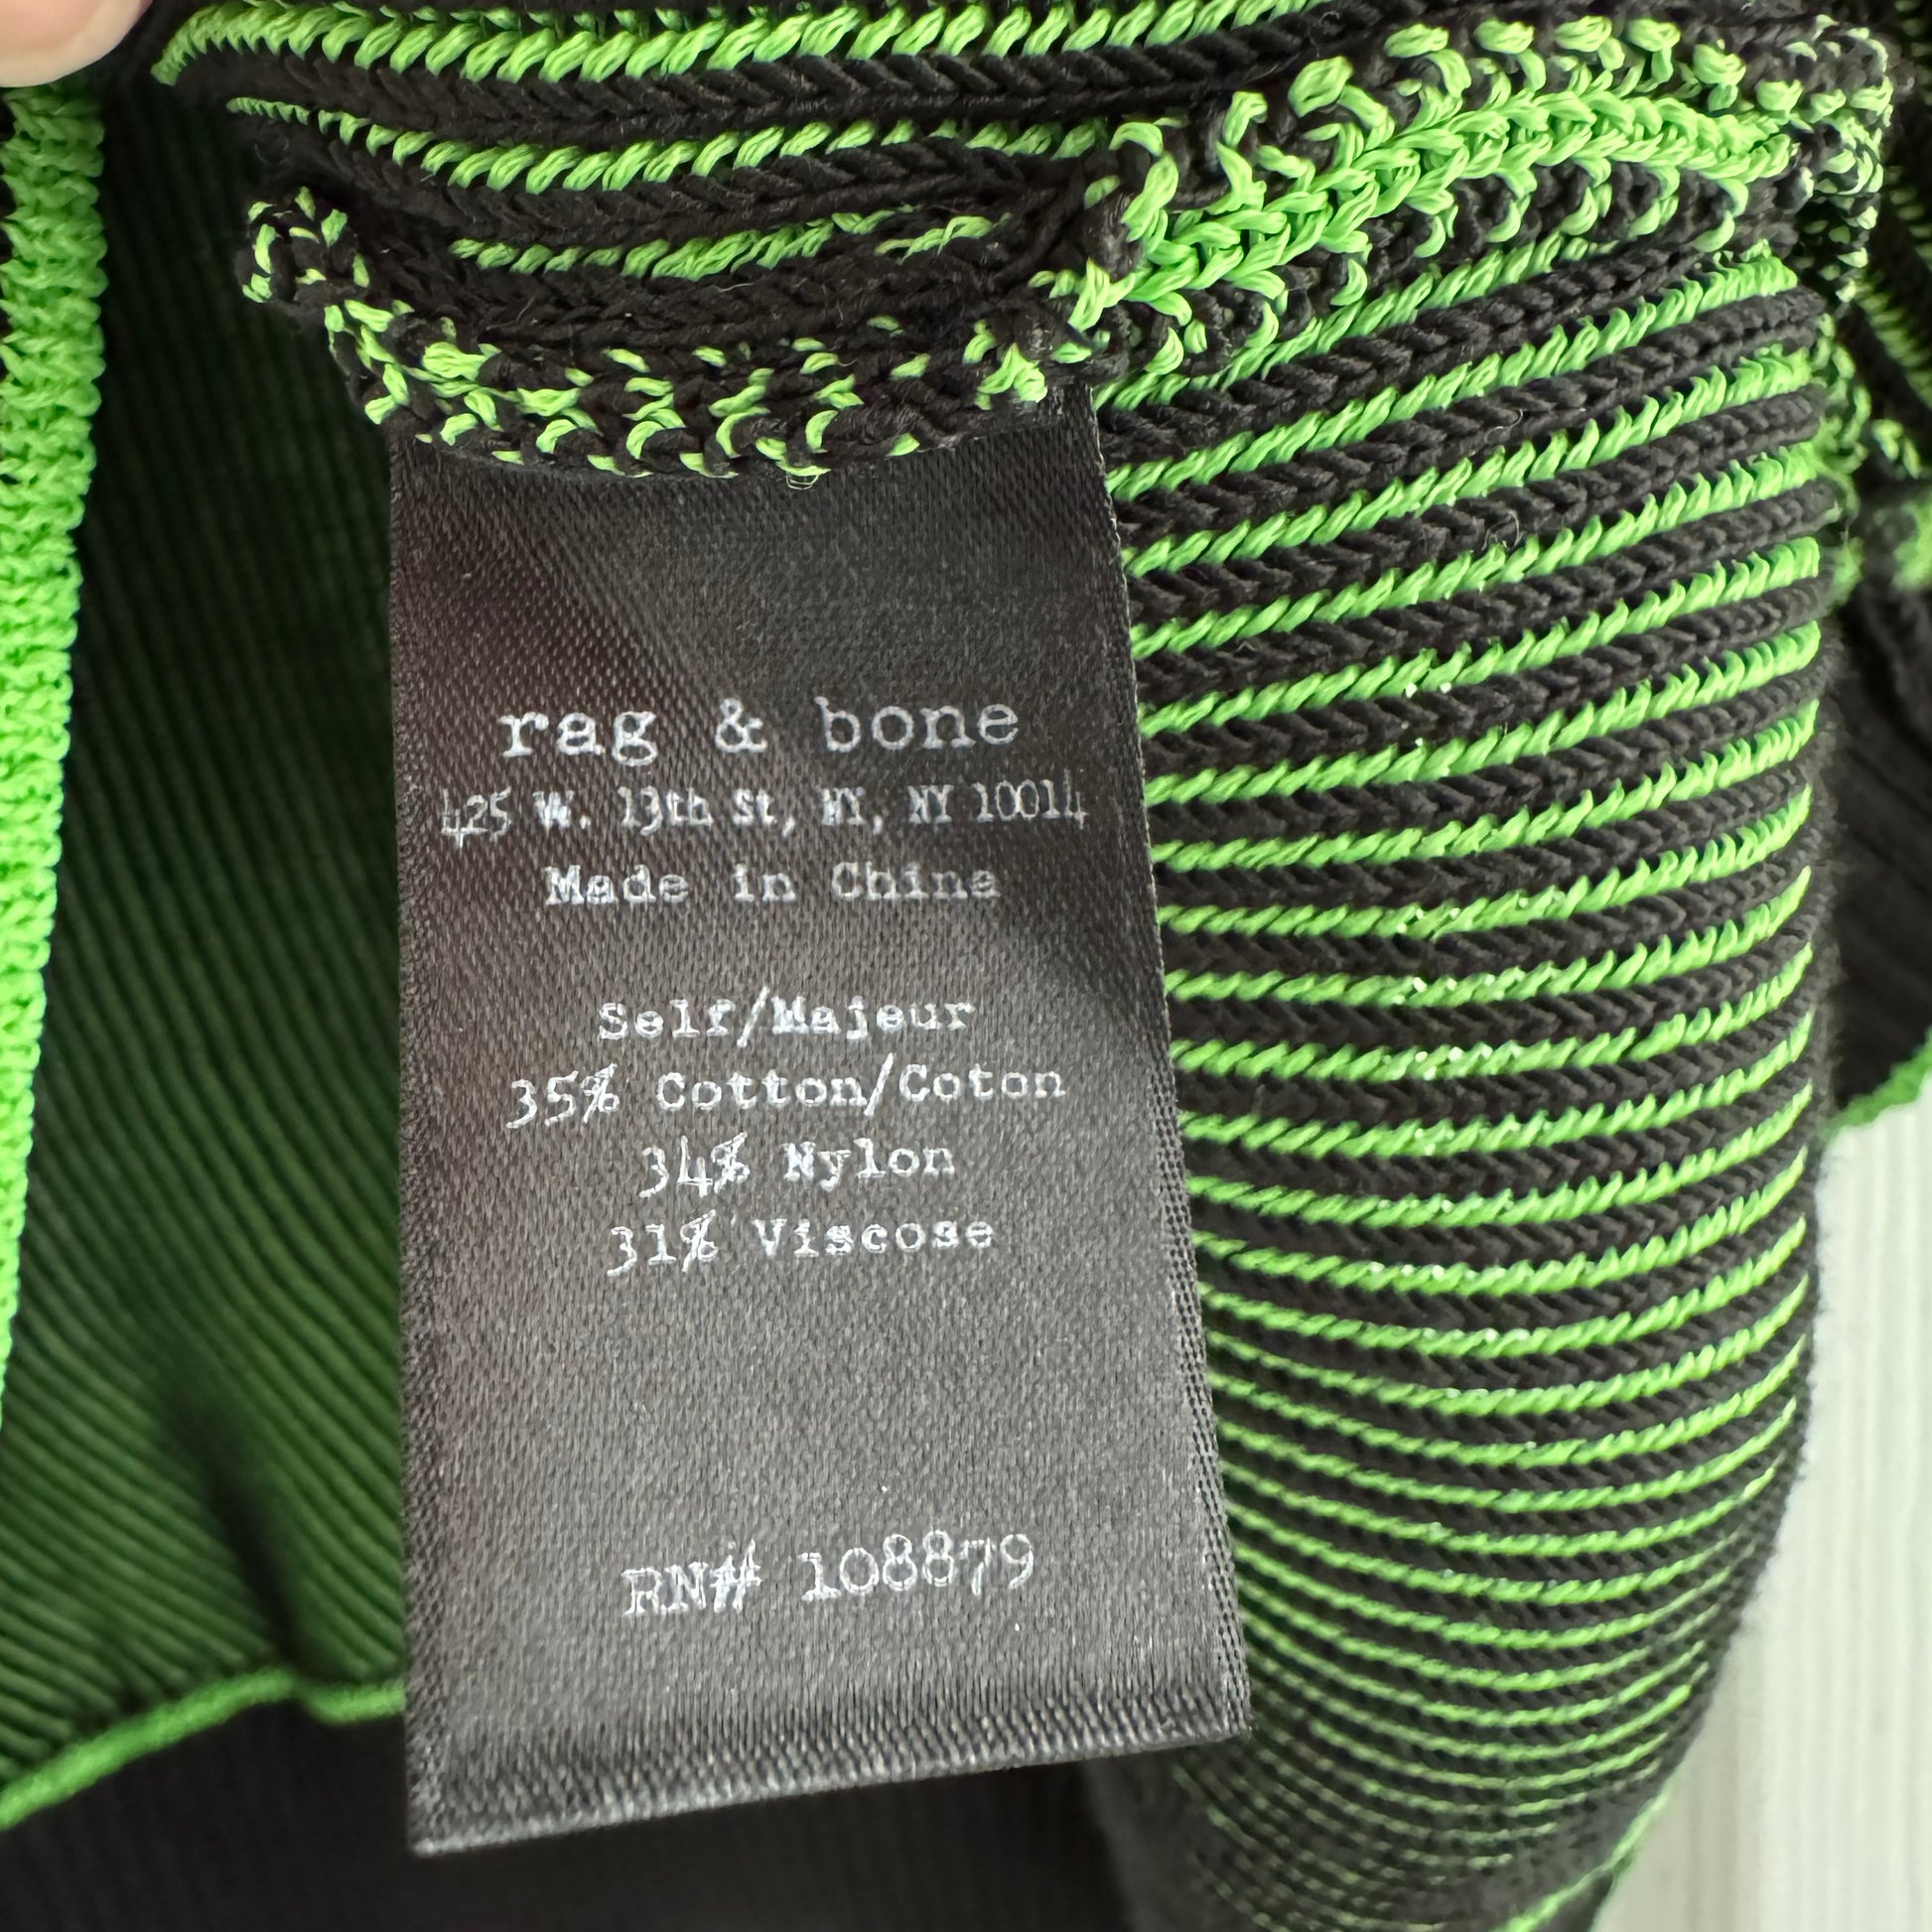 rag & bone
425 W. 13th St, NY, NY 10014
Made in China
Self/Majeur
35% Cotton/Coton
34% Nylon
31% Viscose
RN# 108879